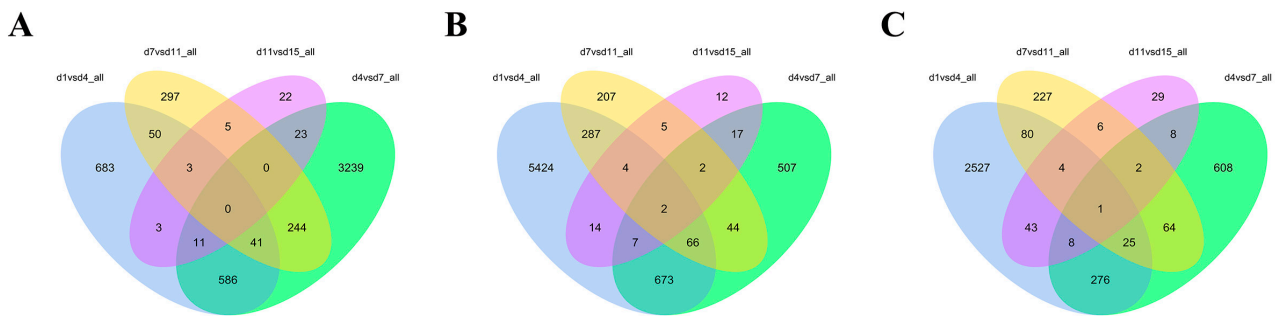 A
d7vsd11_all d11vsd15_all
d1vsd4_all d4vsd7_all
297 22
50 5 23
683 3 0 3239
0
3 11 41 244
586
B
d7vsd11_all d11vsd15_all
d1vsd4_all d4vsd7_all
207 12
287 5 17
5424 4 2 507
2
14 7 66 44
673
C
d7vsd11_all d11vsd15_all
d1vsd4_all d4vsd7_all
227 29
80 6 8
2527 4 2 608
1
43 8 25 64
276